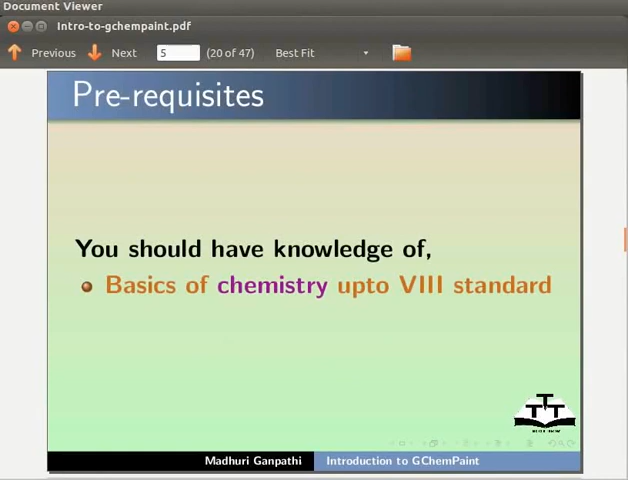 Document Viewer
Intro-to-gchempaint.pdf
Previous Next 5 (20 of 47) Best Fit
Pre-requisites
You should have knowledge of,
Basics of chemistry upto VIII standard
Madhuri Ganpathi Introduction to GChemPaint